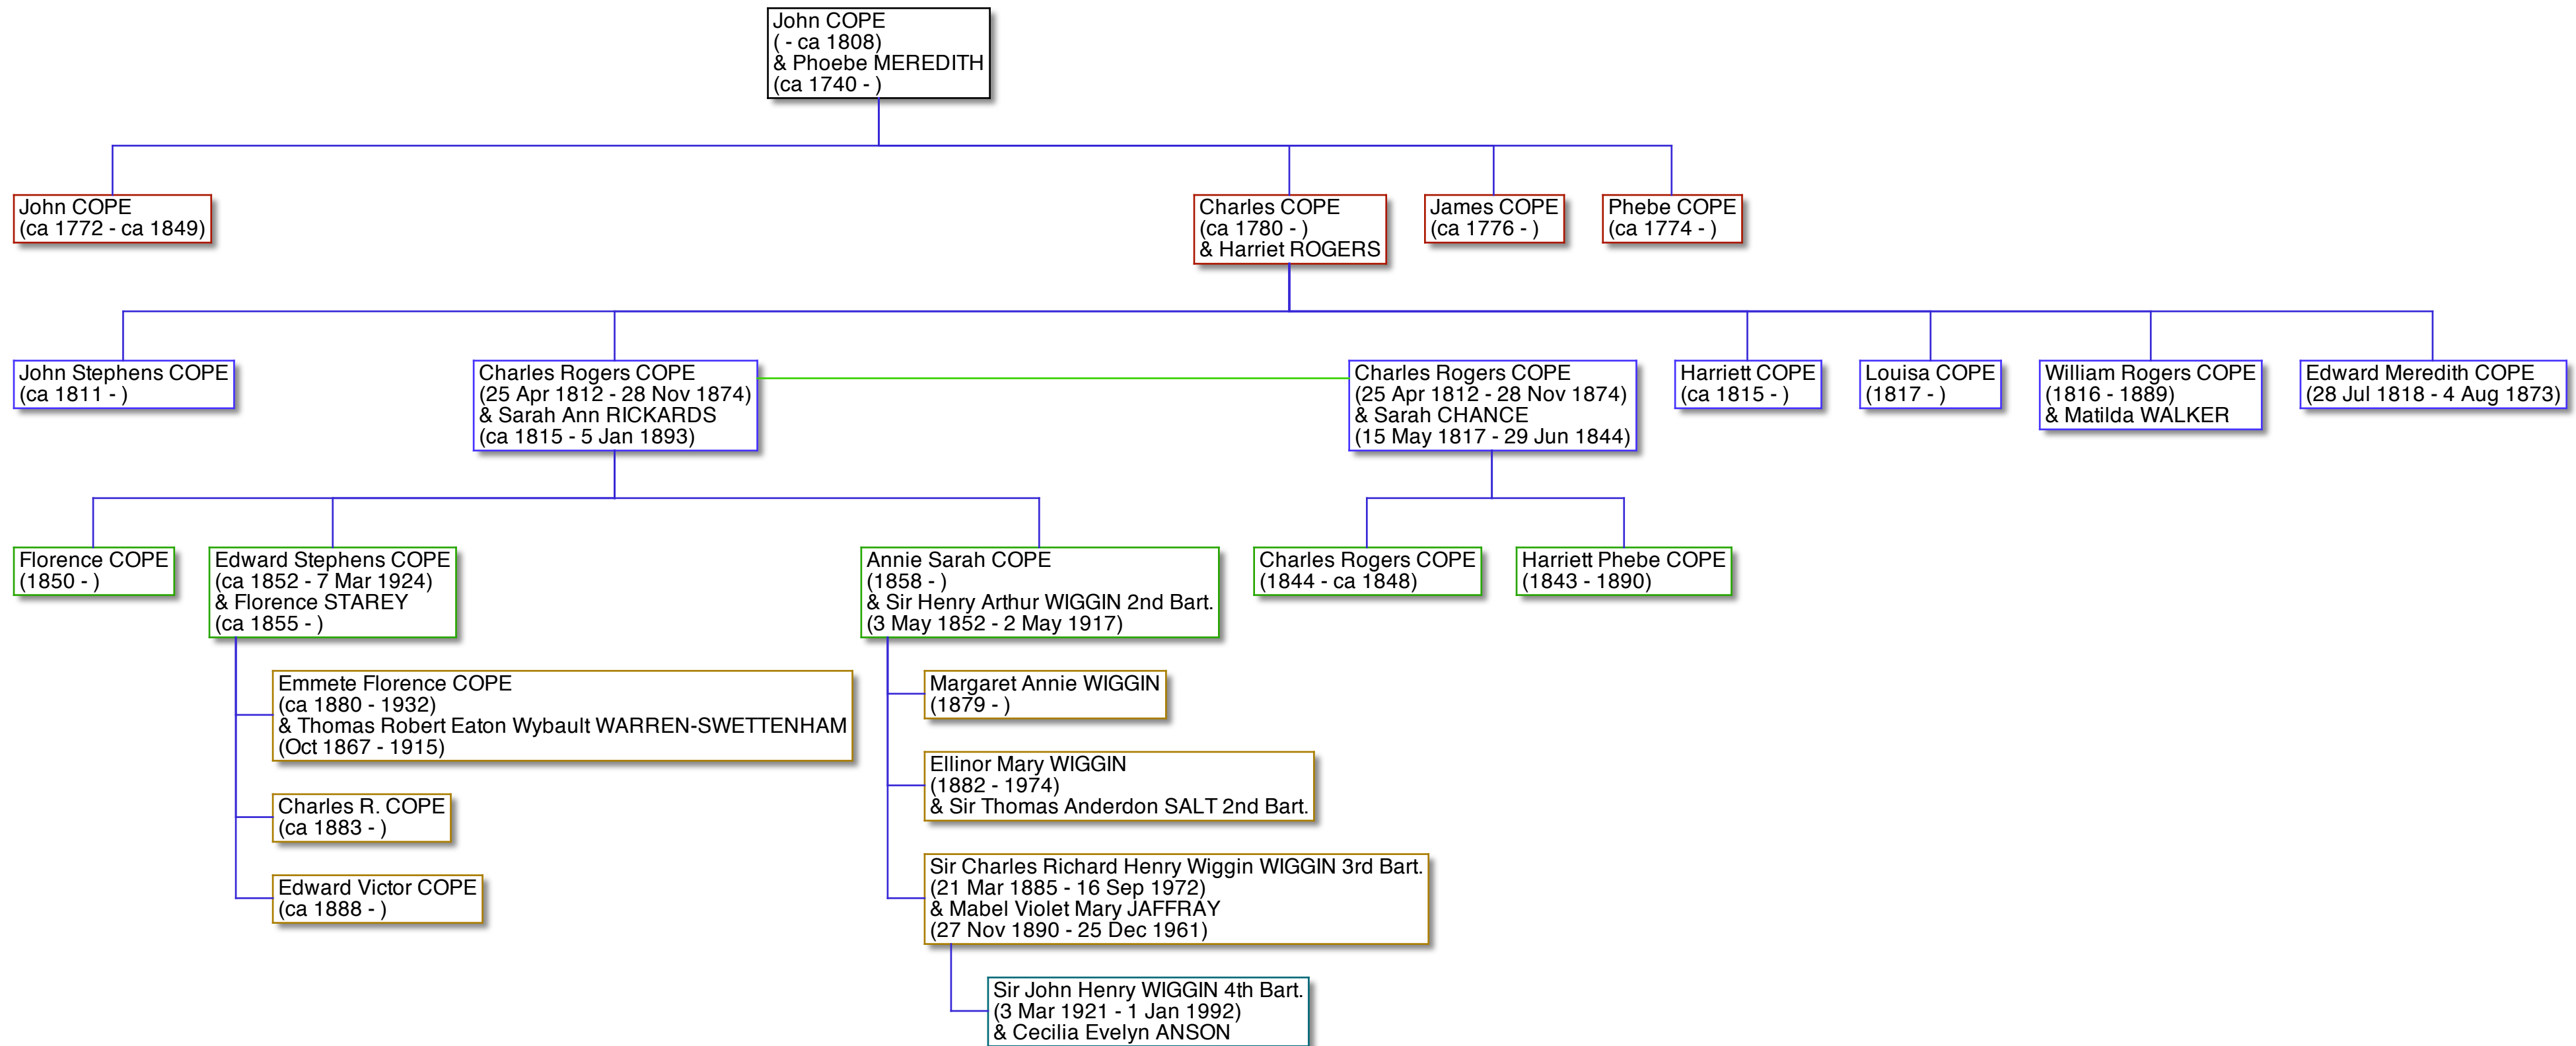 John COPE
( - ca 1808)
& Phoebe MEREDITH
(ca 1740 - )
John COPE
(ca 1772 - ca 1849)
Charles COPE
(ca 1780 - )
& Harriet ROGERS
James COPE
(ca 1776 - )
Phebe COPE
(ca 1774 - )
John Stephens COPE
(ca 1811 - )
Charles Rogers COPE
(25 Apr 1812 - 28 Nov 1874)
& Sarah Ann RICKARDS
(ca 1815 - 5 Jan 1893)
Charles Rogers COPE
(25 Apr 1812 - 28 Nov 1874)
& Sarah CHANCE
(15 May 1817 - 29 Jun 1844)
Harriett COPE
(ca 1815 - )
Louisa COPE
(1817 - )
William Rogers COPE
(1816 - 1889)
& Matilda WALKER
Edward Meredith COPE
(28 Jul 1818 - 4 Aug 1873)
Florence COPE
(1850 - )
Edward Stephens COPE
(ca 1852 - 7 Mar 1924)
& Florence STAREY
(ca 1855 - )
Annie Sarah COPE
(1858 - )
& Sir Henry Arthur WIGGIN 2nd Bart.
(3 May 1852 - 2 May 1917)
Charles Rogers COPE
(1844 - ca 1848)
Harriett Phebe COPE
(1843 - 1890)
Emmete Florence COPE
(ca 1880 - 1932)
& Thomas Robert Eaton Wybault WARREN-SWETTENHAM
(Oct 1867 - 1915)
Charles R. COPE
(ca 1883 - )
Edward Victor COPE
(ca 1888 - )
Margaret Annie WIGGIN
(1879 - )
Ellinor Mary WIGGIN
(1882 - 1974)
& Sir Thomas Anderdon SALT 2nd Bart.
Sir Charles Richard Henry Wiggin WIGGIN 3rd Bart.
(21 Mar 1885 - 16 Sep 1972)
& Mabel Violet Mary JAFFRAY
(27 Nov 1890 - 25 Dec 1961)
Sir John Henry WIGGIN 4th Bart.
(3 Mar 1921 - 1 Jan 1992)
& Cecilia Evelyn ANSON